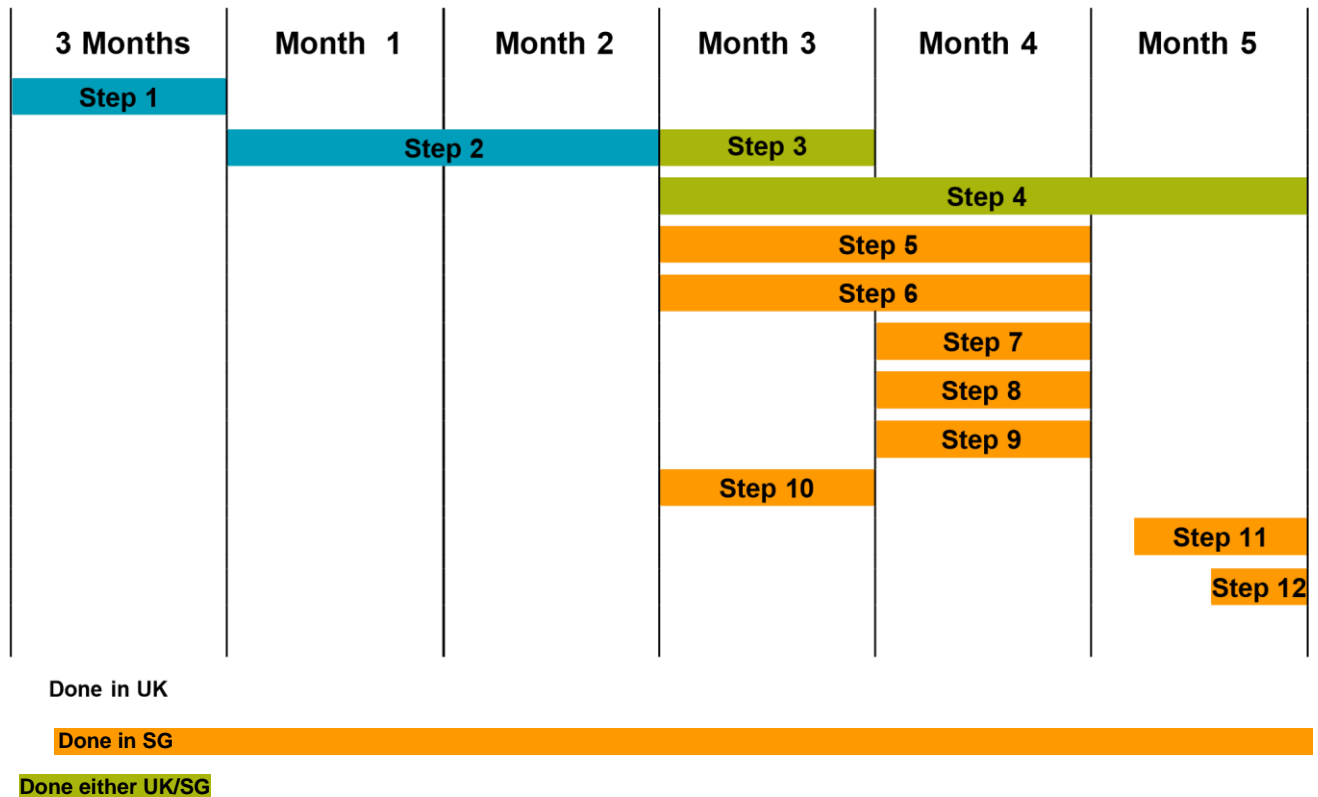 3 Months Month 1 Month 2 Month 3 Month 4 Month 5
Step 1
Step 2 Step 3
Step 4
Step 5
Step 6
Step 7
Step 8
Step 9
Step 10
Step 11
Step 12
Done in UK
Done in SG
Done either UK/SG